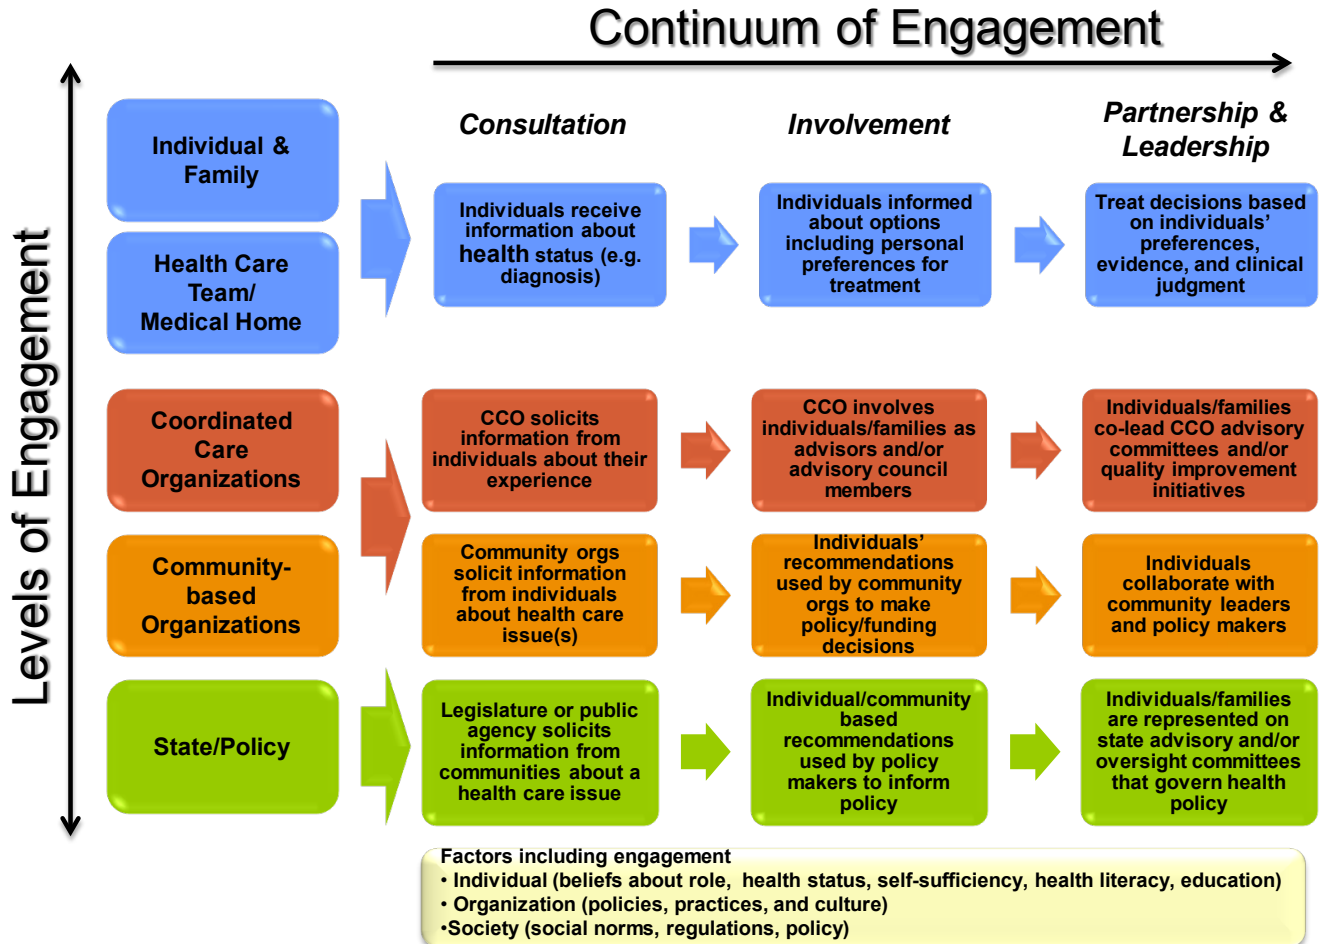 Continuum of Engagement
Levels of Engagement
Consultation
Involvement
Partnership &
Leadership
Individual &
Family
Health Care
Team/
Medical Home
Individuals receive
information about
health status (e.g.
diagnosis)
Individuals informed
about options
including personal
preferences for
treatment
Treat decisions based
on individuals’
preferences,
evidence, and clinical
judgment
Coordinated
Care
Organizations
CCO solicits
information from
individuals about their
experience
CCO involves
individuals/families as
advisors and/or
advisory council
members
Individuals/families
co-lead CCO advisory
committees and/or
quality improvement
initiatives
Community-
based
Organizations
Community orgs
solicit information
from individuals
about health care
issue(s)
Individuals’
recommendations
used by community
orgs to make
policy/funding
decisions
Individuals
collaborate with
community leaders
and policy makers
State/Policy
Legislature or public
agency solicits
information from
communities about a
health care issue
Individual/community
based
recommendations
used by policy
makers to inform
policy
Individuals/families
are represented on
state advisory and/or
oversight committees
that govern health
policy
Factors including engagement
• Individual (beliefs about role, health status, self-sufficiency, health literacy, education)
• Organization (policies, practices, and culture)
•Society (social norms, regulations, policy)